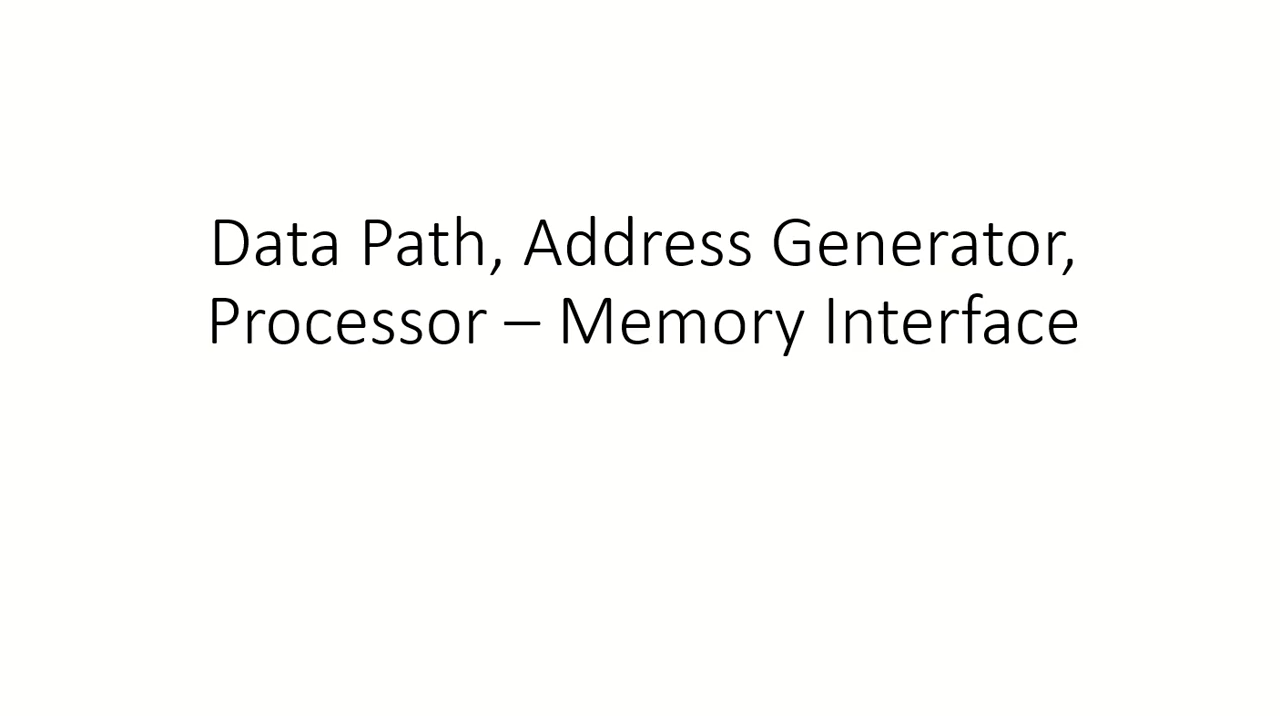 Data Path, Address Generator,
Processor – Memory Interface